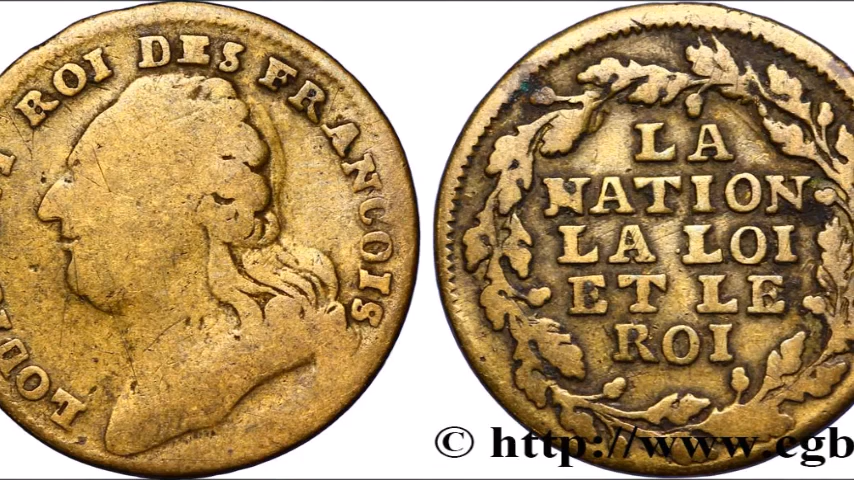 ROI DES FRANCOIS
LA
NATION
LA LOI
ET LE
ROI
© http://www.cgb